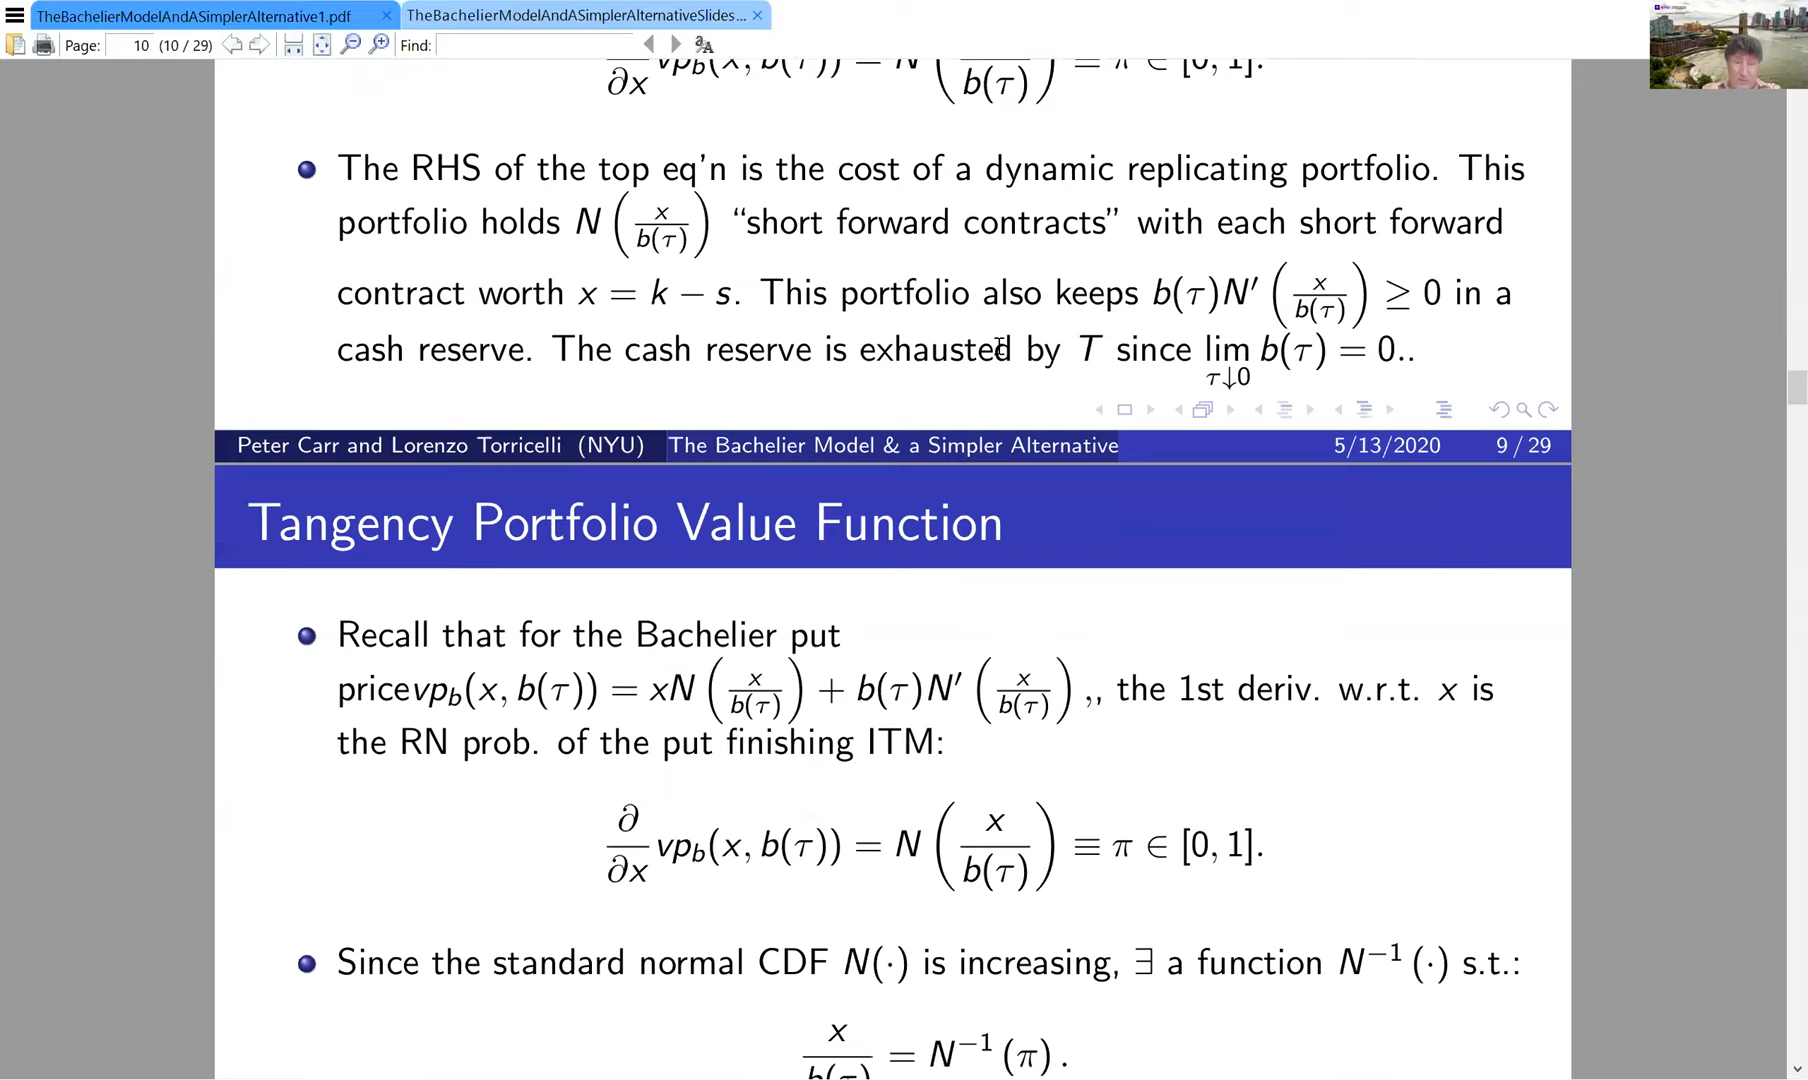 TheBachelierModelAndASimplerAlternative1.pdf
TheBachelierModelAndASimplerAlternativeSlides...
Page: 10 (10 / 29) Find:
∂/∂x vp_b(x, b(τ)) = N(x/b(τ)) ≡ π ∈ [0, 1].
The RHS of the top eq'n is the cost of a dynamic replicating portfolio. This
portfolio holds N(x/b(τ)) “short forward contracts” with each short forward
contract worth x = k − s. This portfolio also keeps b(τ)N′(x/b(τ)) ≥ 0 in a
cash reserve. The cash reserve is exhausted by T since lim_{τ↓0} b(τ) = 0..
Peter Carr and Lorenzo Torricelli (NYU) The Bachelier Model & a Simpler Alternative 5/13/2020 9 / 29
Tangency Portfolio Value Function
Recall that for the Bachelier put
pricevp_b(x, b(τ)) = xN(x/b(τ)) + b(τ)N′(x/b(τ)),, the 1st deriv. w.r.t. x is
the RN prob. of the put finishing ITM:
∂/∂x vp_b(x, b(τ)) = N(x/b(τ)) ≡ π ∈ [0, 1].
Since the standard normal CDF N(·) is increasing, ∃ a function N⁻¹(·) s.t.:
x/b(τ) = N⁻¹(π).